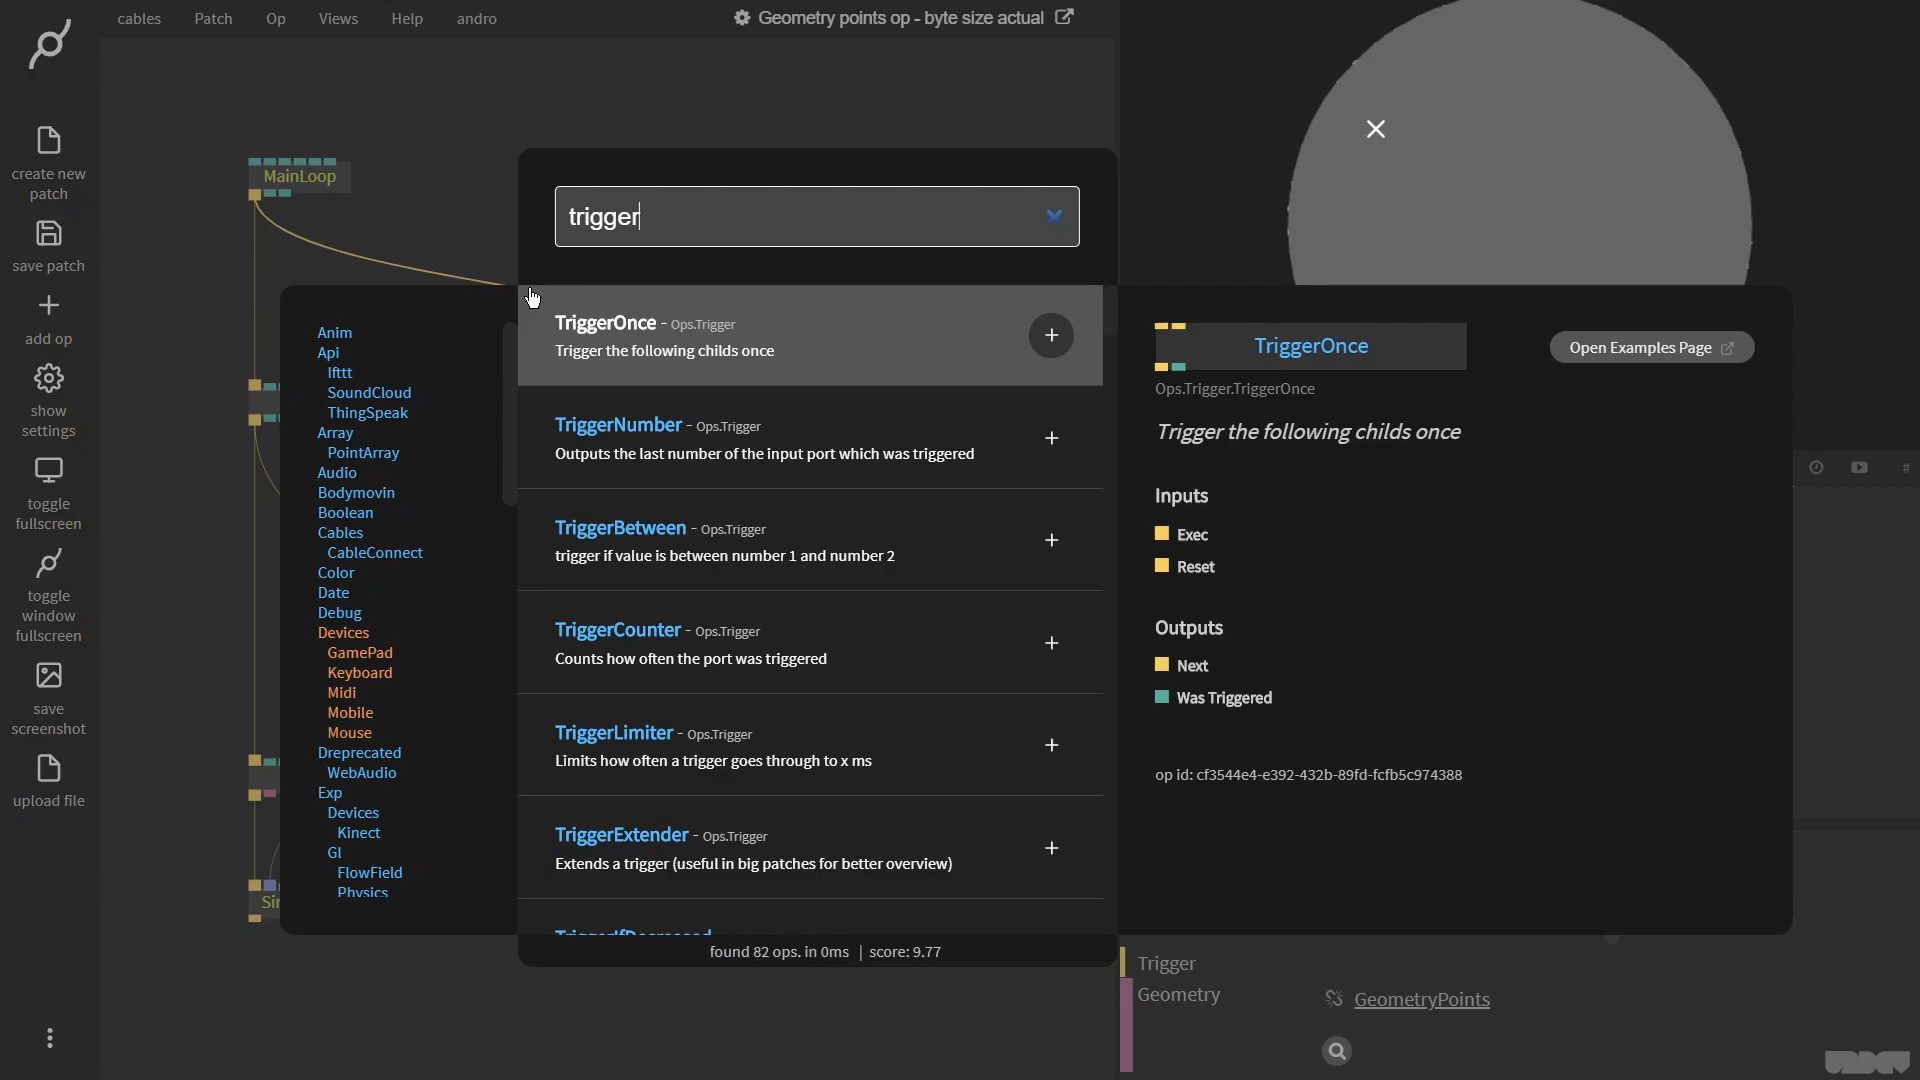 cables
Patch
Op
Views
Help
andro
Geometry points op - byte size actual
create new
patch
save patch
add op
show
settings
toggle
fullscreen
toggle
window
fullscreen
save
screenshot
upload file
MainLoop
trigger
Anim
Api
Ifttt
SoundCloud
ThingSpeak
Array
PointArray
Audio
Bodymovin
Boolean
Cables
CableConnect
Color
Date
Debug
Devices
GamePad
Keyboard
Midi
Mobile
Mouse
Dreprecated
WebAudio
Exp
Devices
Kinect
Gl
FlowField
Physics
TriggerOnce - Ops.Trigger
Trigger the following childs once
+
TriggerNumber - Ops.Trigger
Outputs the last number of the input port which was triggered
+
TriggerBetween - Ops.Trigger
trigger if value is between number 1 and number 2
+
TriggerCounter - Ops.Trigger
Counts how often the port was triggered
+
TriggerLimiter - Ops.Trigger
Limits how often a trigger goes through to x ms
+
TriggerExtender - Ops.Trigger
Extends a trigger (useful in big patches for better overview)
+
found 82 ops. in 0ms | score: 9.77
TriggerOnce
Open Examples Page
Ops.Trigger.TriggerOnce
Trigger the following childs once
Inputs
Exec
Reset
Outputs
Next
Was Triggered
op id: cf3544e4-e392-432b-89fd-fcfb5c974388
#
Trigger
Geometry
GeometryPoints